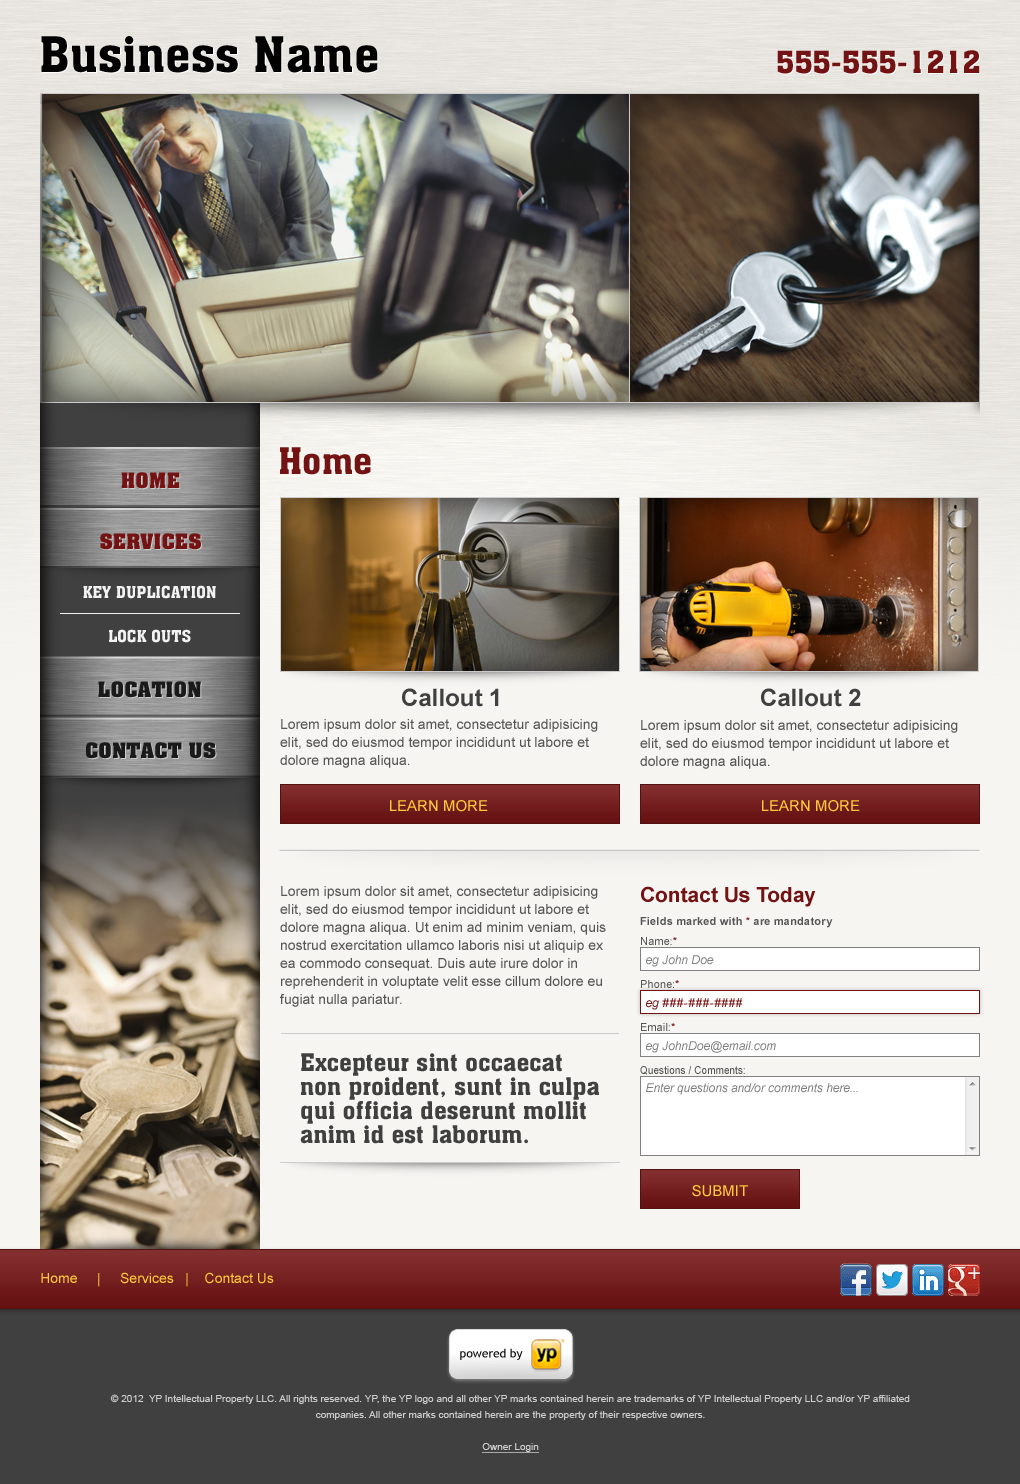 Business Name
555-555-1212
HOME
SERVICES
KEY DUPLICATION
LOCK OUTS
LOCATION
CONTACT US
Home
Callout 1
Lorem ipsum dolor sit amet, consectetur adipisicing
elit, sed do eiusmod tempor incididunt ut labore et
dolore magna aliqua.
LEARN MORE
Callout 2
Lorem ipsum dolor sit amet, consectetur adipisicing
elit, sed do eiusmod tempor incididunt ut labore et
dolore magna aliqua.
LEARN MORE
Lorem ipsum dolor sit amet, consectetur adipisicing
elit, sed do eiusmod tempor incididunt ut labore et
dolore magna aliqua. Ut enim ad minim veniam, quis
nostrud exercitation ullamco laboris nisi ut aliquip ex
ea commodo consequat. Duis aute irure dolor in
reprehenderit in voluptate velit esse cillum dolore eu
fugiat nulla pariatur.
Excepteur sint occaecat
non proident, sunt in culpa
qui officia deserunt mollit
anim id est laborum.
Contact Us Today
Fields marked with * are mandatory
Name:*
eg John Doe
Phone:*
eg ###-###-####
Email:*
eg JohnDoe@email.com
Questions / Comments:
Enter questions and/or comments here...
SUBMIT
Home | Services | Contact Us
powered by yp
© 2012 YP Intellectual Property LLC. All rights reserved. YP, the YP logo and all other YP marks contained herein are trademarks of YP Intellectual Property LLC and/or YP affiliated
companies. All other marks contained herein are the property of their respective owners.
Owner Login